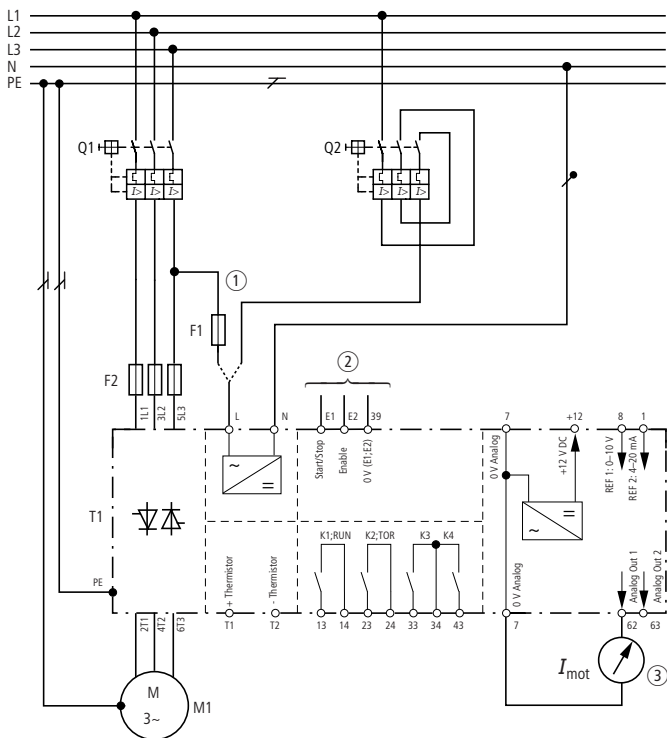 L1
L2
L3
N
PE
Q1
I> I> I>
Q2
I> I> I>
①
F1
F2
1L1
3L2
5L3
L
N
②
E1
E2
39
Start/Stop
Enable
0 V (E1;E2)
7
+12
8
1
0 V Analog
+12 V DC
REF 1: 0–10 V
REF 2: 4–20 mA
~
=
=
~
T1
PE
+ Thermistor
- Thermistor
K1;RUN
K2;TOR
K3
K4
0 V Analog
Analog Out 1
Analog Out 2
T1
T2
13
14
23
24
33
34
43
7
62
63
2T1
4T2
6T3
M
3~
M1
Imot
③